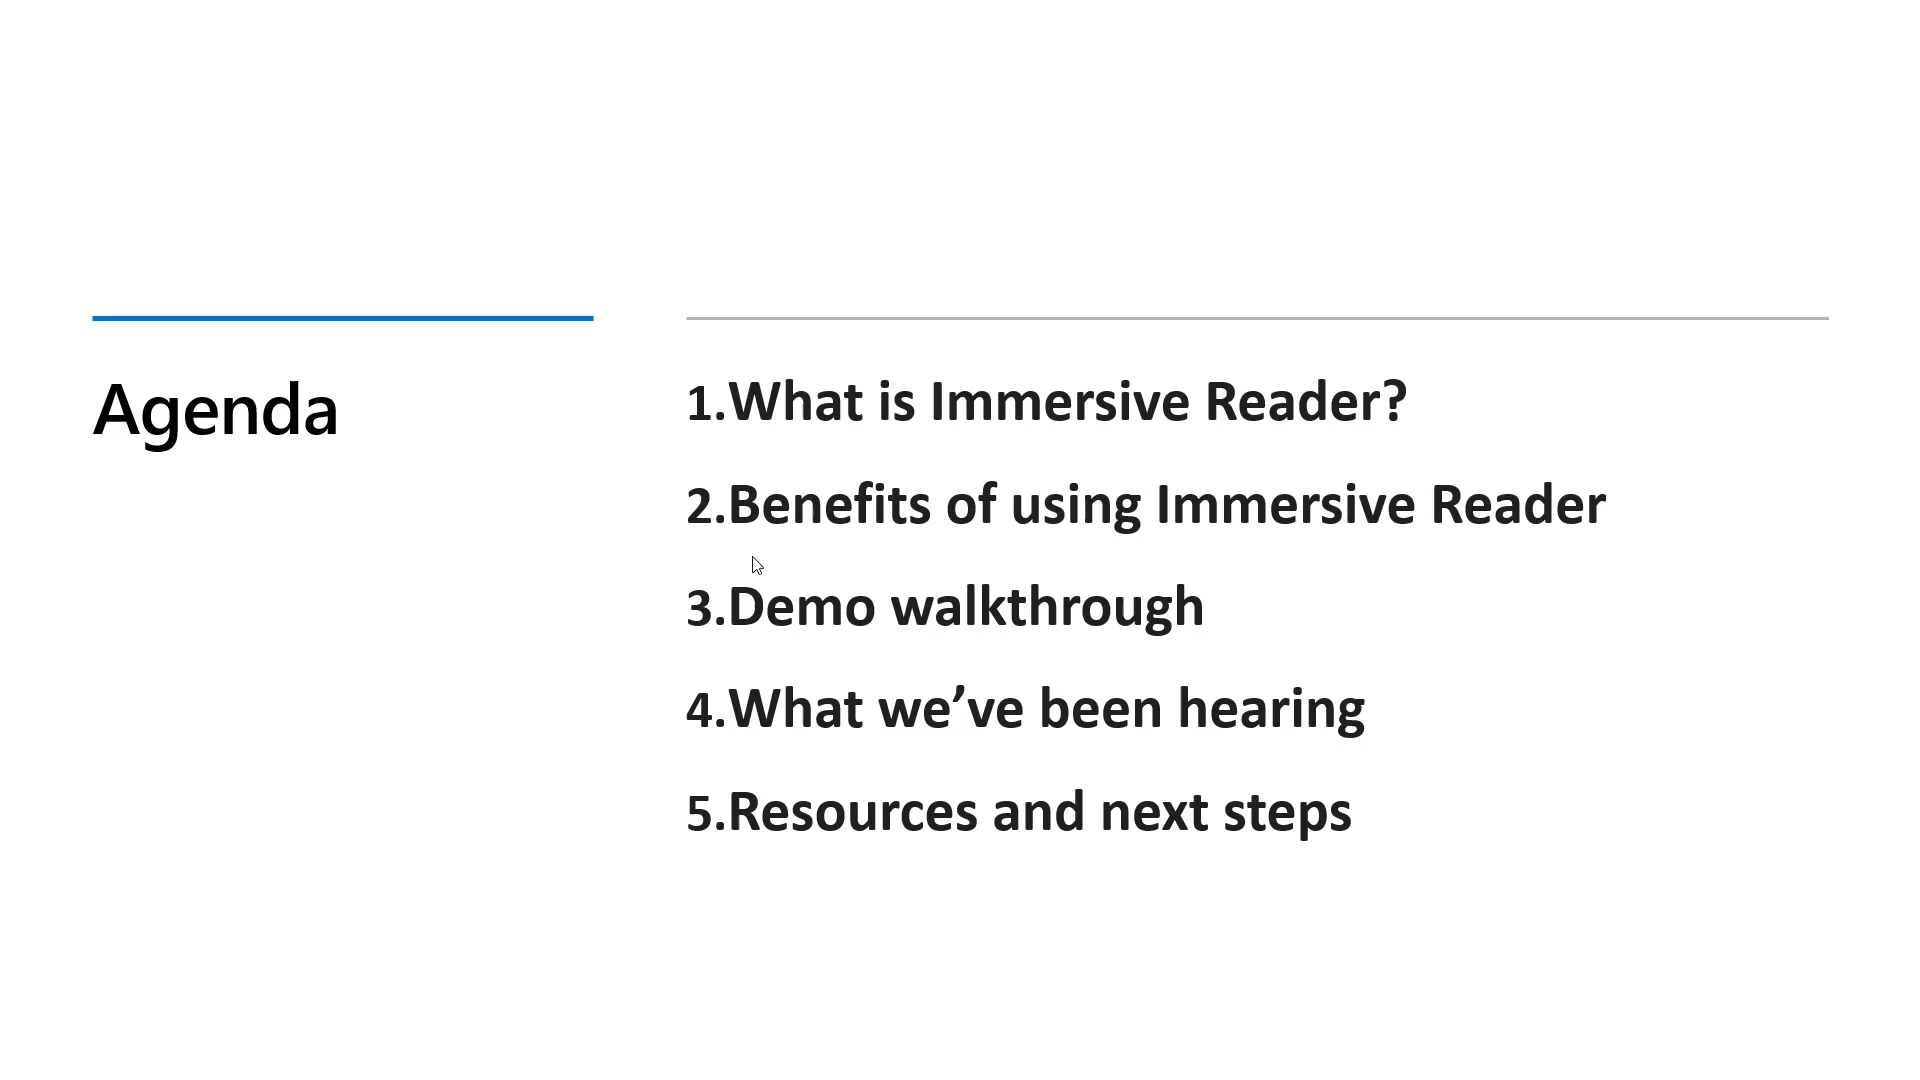 Agenda
1.What is Immersive Reader?
2.Benefits of using Immersive Reader
3.Demo walkthrough
4.What we’ve been hearing
5.Resources and next steps